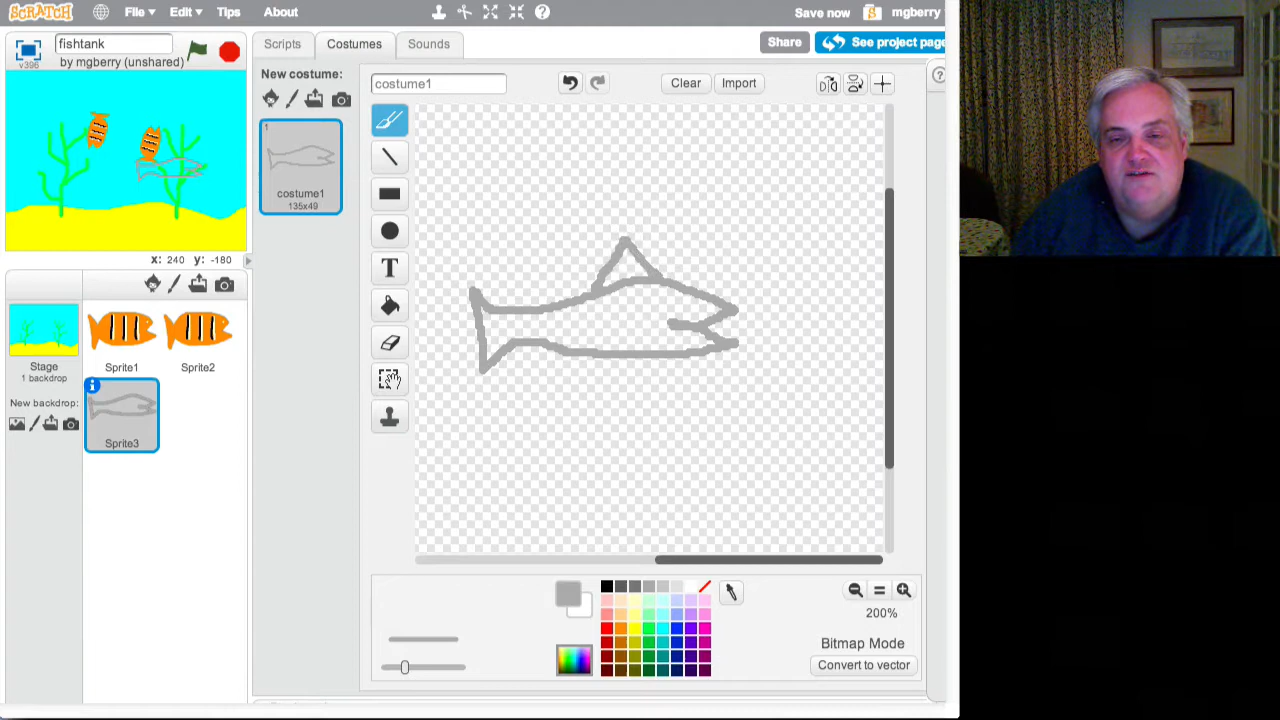 SCRATCH File Edit Tips About Save now mgberry
v396 fishtank
by mgberry (unshared)
Scripts Costumes Sounds Share See project page
New costume:
costume1 Clear Import
1
costume1
135x49
T
x: 240 y: -180
Stage
1 backdrop
Sprite1 Sprite2
New backdrop:
Sprite3
200%
Bitmap Mode
Convert to vector